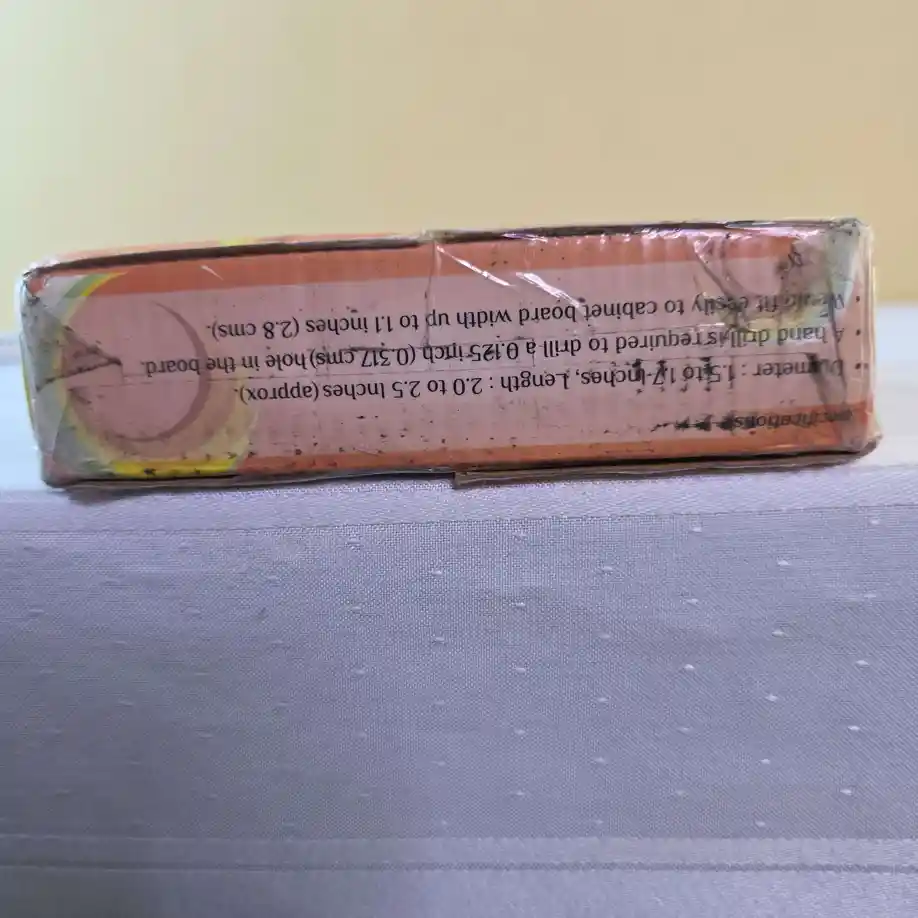 Specifications
Diameter : 1.5 to 1.7-Inches, Length : 2.0 to 2.5 Inches (approx).
• A hand drill is required to drill a 0.125 inch (0.317 cms) hole in the board.
• Would fit easily to cabinet board width up to 1.1 inches (2.8 cms).